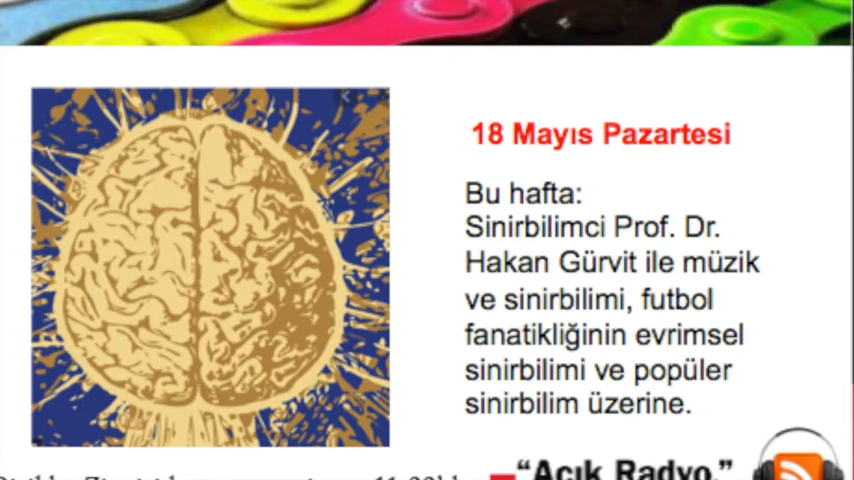 18 Mayıs Pazartesi
Bu hafta:
Sinirbilimci Prof. Dr.
Hakan Gürvit ile müzik
ve sinirbilimi, futbol
fanatikliğinin evrimsel
sinirbilimi ve popüler
sinirbilim üzerine.
“Açık Radyo,”